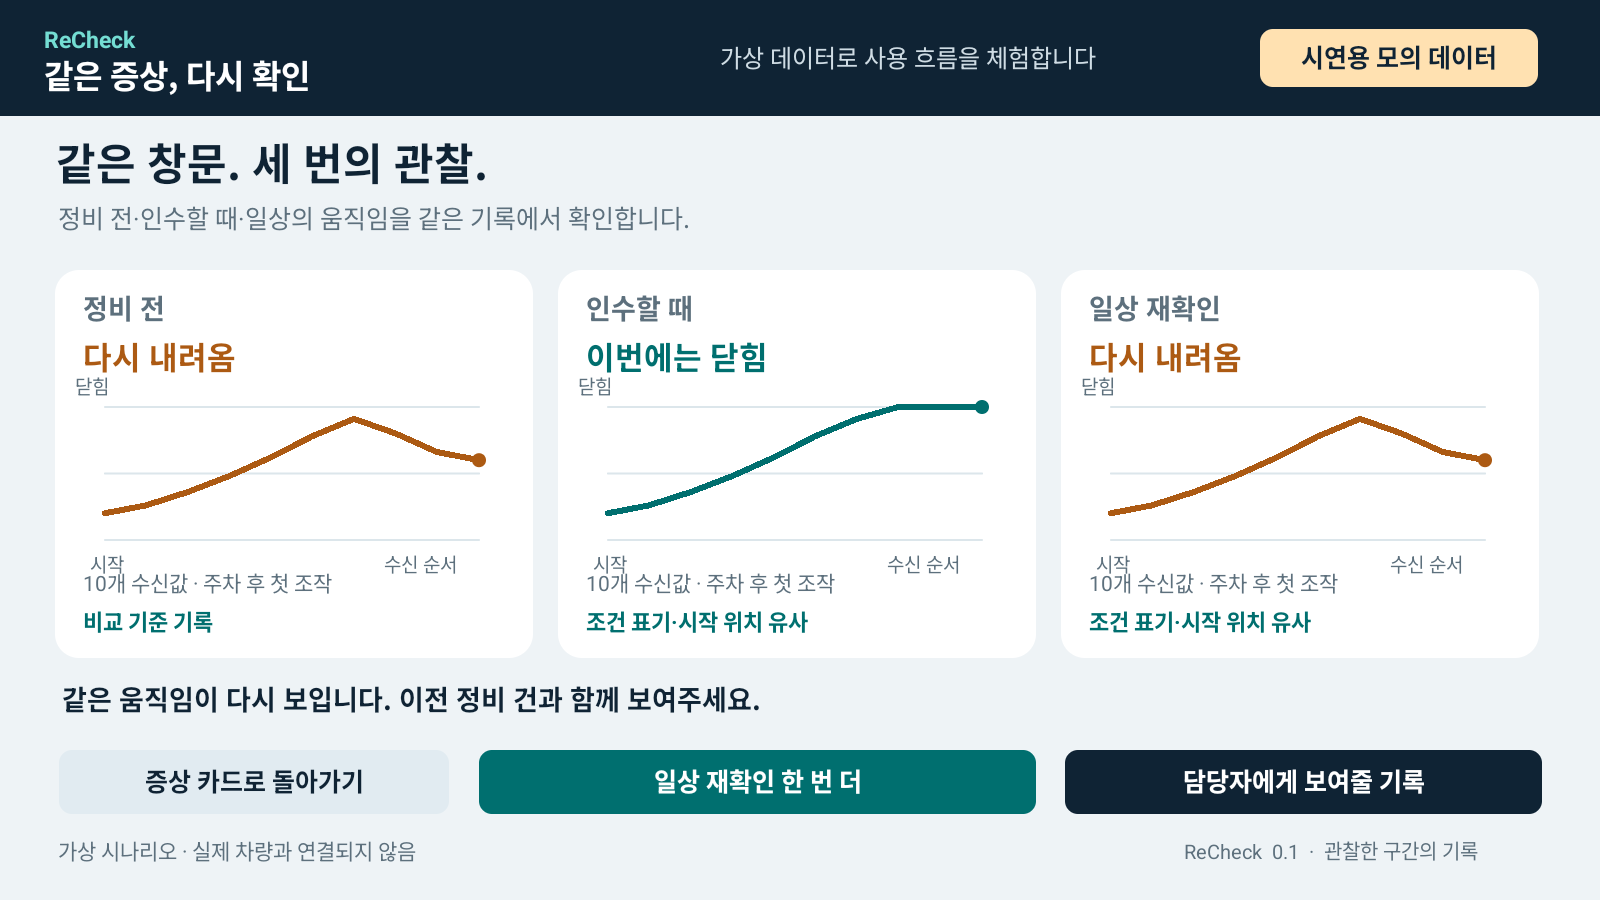 ReCheck
같은 증상, 다시 확인
가상 데이터로 사용 흐름을 체험합니다
시연용 모의 데이터
같은 창문. 세 번의 관찰.
정비 전·인수할 때·일상의 움직임을 같은 기록에서 확인합니다.
정비 전
다시 내려옴
닫힘
시작
수신 순서
10개 수신값 · 주차 후 첫 조작
비교 기준 기록
인수할 때
이번에는 닫힘
닫힘
시작
수신 순서
10개 수신값 · 주차 후 첫 조작
조건 표기·시작 위치 유사
일상 재확인
다시 내려옴
닫힘
시작
수신 순서
10개 수신값 · 주차 후 첫 조작
조건 표기·시작 위치 유사
같은 움직임이 다시 보입니다. 이전 정비 건과 함께 보여주세요.
증상 카드로 돌아가기
일상 재확인 한 번 더
담당자에게 보여줄 기록
가상 시나리오 · 실제 차량과 연결되지 않음
ReCheck 0.1 · 관찰한 구간의 기록